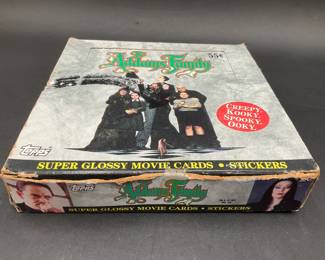 55¢
The
Addams Family
CREEPY.
KOOKY.
SPOOKY.
OOKY.
TOPPS
SUPER GLOSSY MOVIE CARDS • STICKERS
TOPPS
Addams Family
SUPER GLOSSY MOVIE CARDS • STICKERS